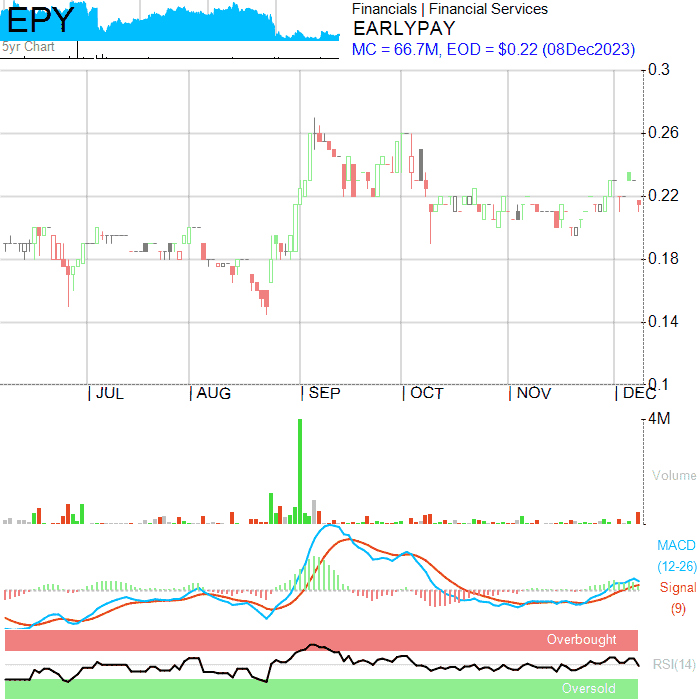 EPY
5yr Chart
Financials | Financial Services
EARLYPAY
MC = 66.7M, EOD = $0.22 (08Dec2023)
0.3
0.26
0.22
0.18
0.14
0.1
JUL AUG SEP OCT NOV DEC
4M
Volume
MACD
(12-26)
Signal
(9)
Overbought
RSI(14)
Oversold